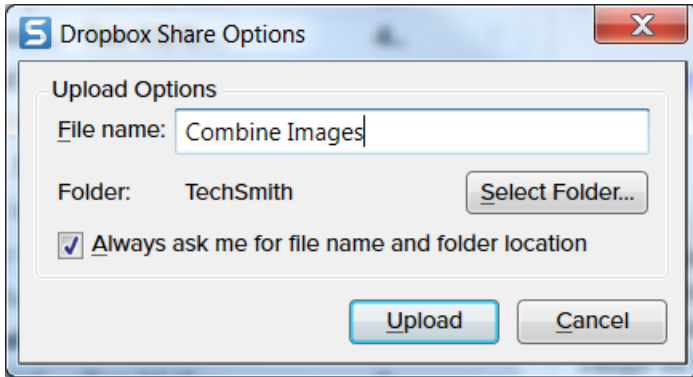 Dropbox Share Options
Upload Options
File name: Combine Images
Folder: TechSmith Select Folder...
Always ask me for file name and folder location
Upload Cancel